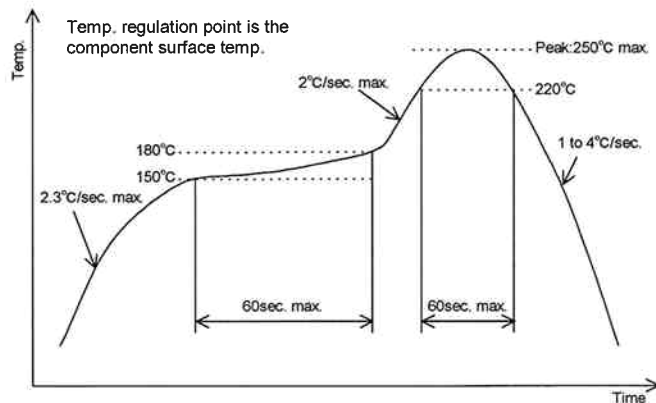 Temp. regulation point is the
component surface temp.
Temp.
Peak:250°C max.
2°C/sec. max.
220°C
180°C
150°C
1 to 4°C/sec.
2.3°C/sec. max.
60sec. max.
60sec. max.
Time